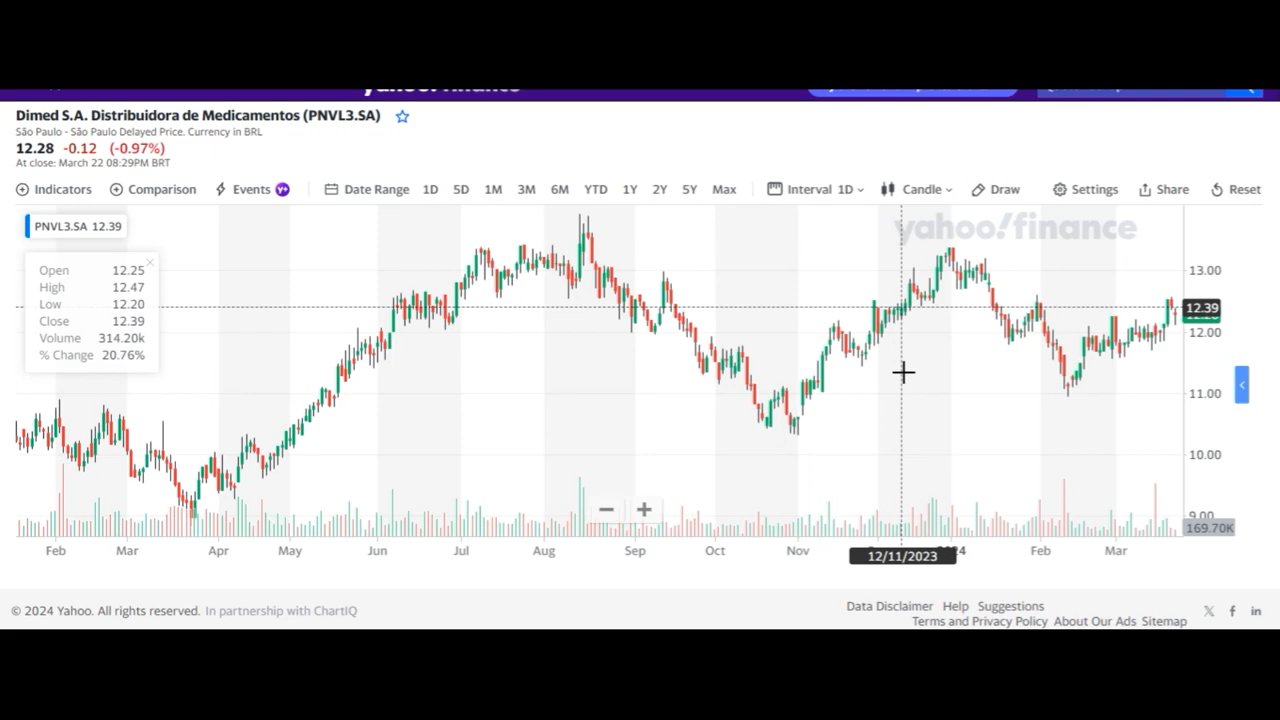 yahoo!finance
Dimed S.A. Distribuidora de Medicamentos (PNVL3.SA)
São Paulo - São Paulo Delayed Price. Currency in BRL
12.28 -0.12 (-0.97%)
At close: March 22 08:29PM BRT
Indicators Comparison Events Y+ Date Range 1D 5D 1M 3M 6M YTD 1Y 2Y 5Y Max Interval 1D Candle Draw Settings Share Reset
PNVL3.SA 12.39
yahoo!finance
Open 12.25
High 12.47
Low 12.20
Close 12.39
Volume 314.20k
% Change 20.76%
13.00
12.39
12.00
11.00
10.00
9.00
169.70K
Feb Mar Apr May Jun Jul Aug Sep Oct Nov 24 Feb Mar
12/11/2023
© 2024 Yahoo. All rights reserved. In partnership with ChartIQ
Data Disclaimer Help Suggestions
Terms and Privacy Policy About Our Ads Sitemap